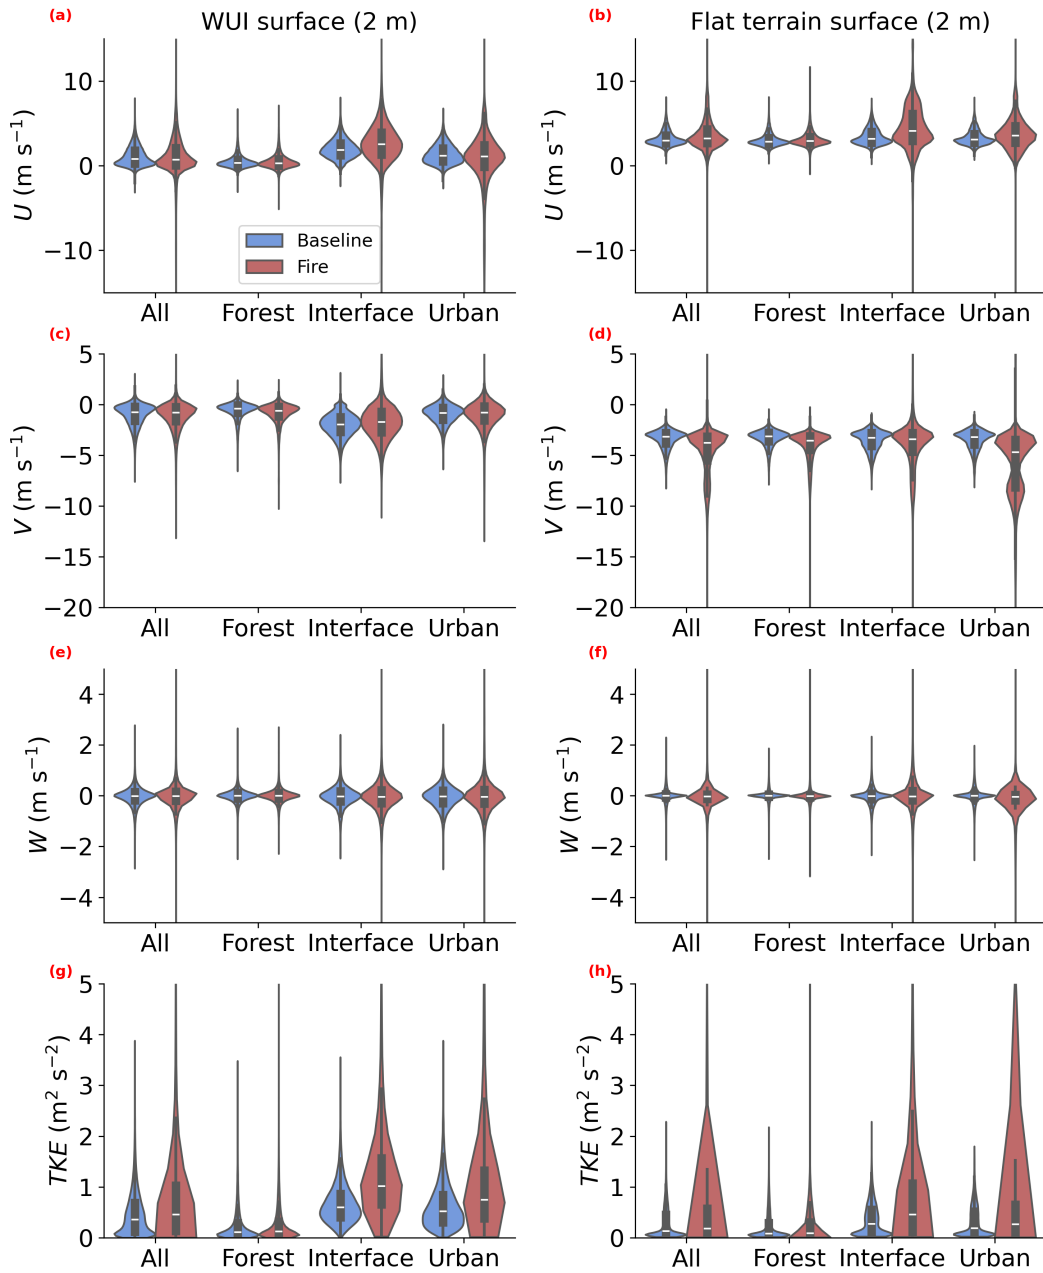 (a) WUI surface (2 m)
(b) Flat terrain surface (2 m)
10
0
−10
U (m s−1)
Baseline
Fire
All Forest Interface Urban
10
0
−10
U (m s−1)
All Forest Interface Urban
(c)
5
0
−5
−10
−15
−20
V (m s−1)
All Forest Interface Urban
(d)
5
0
−5
−10
−15
−20
V (m s−1)
All Forest Interface Urban
(e)
4
2
0
−2
−4
W (m s−1)
All Forest Interface Urban
(f)
4
2
0
−2
−4
W (m s−1)
All Forest Interface Urban
(g)
5
4
3
2
1
0
TKE (m2 s−2)
All Forest Interface Urban
(h)
5
4
3
2
1
0
TKE (m2 s−2)
All Forest Interface Urban